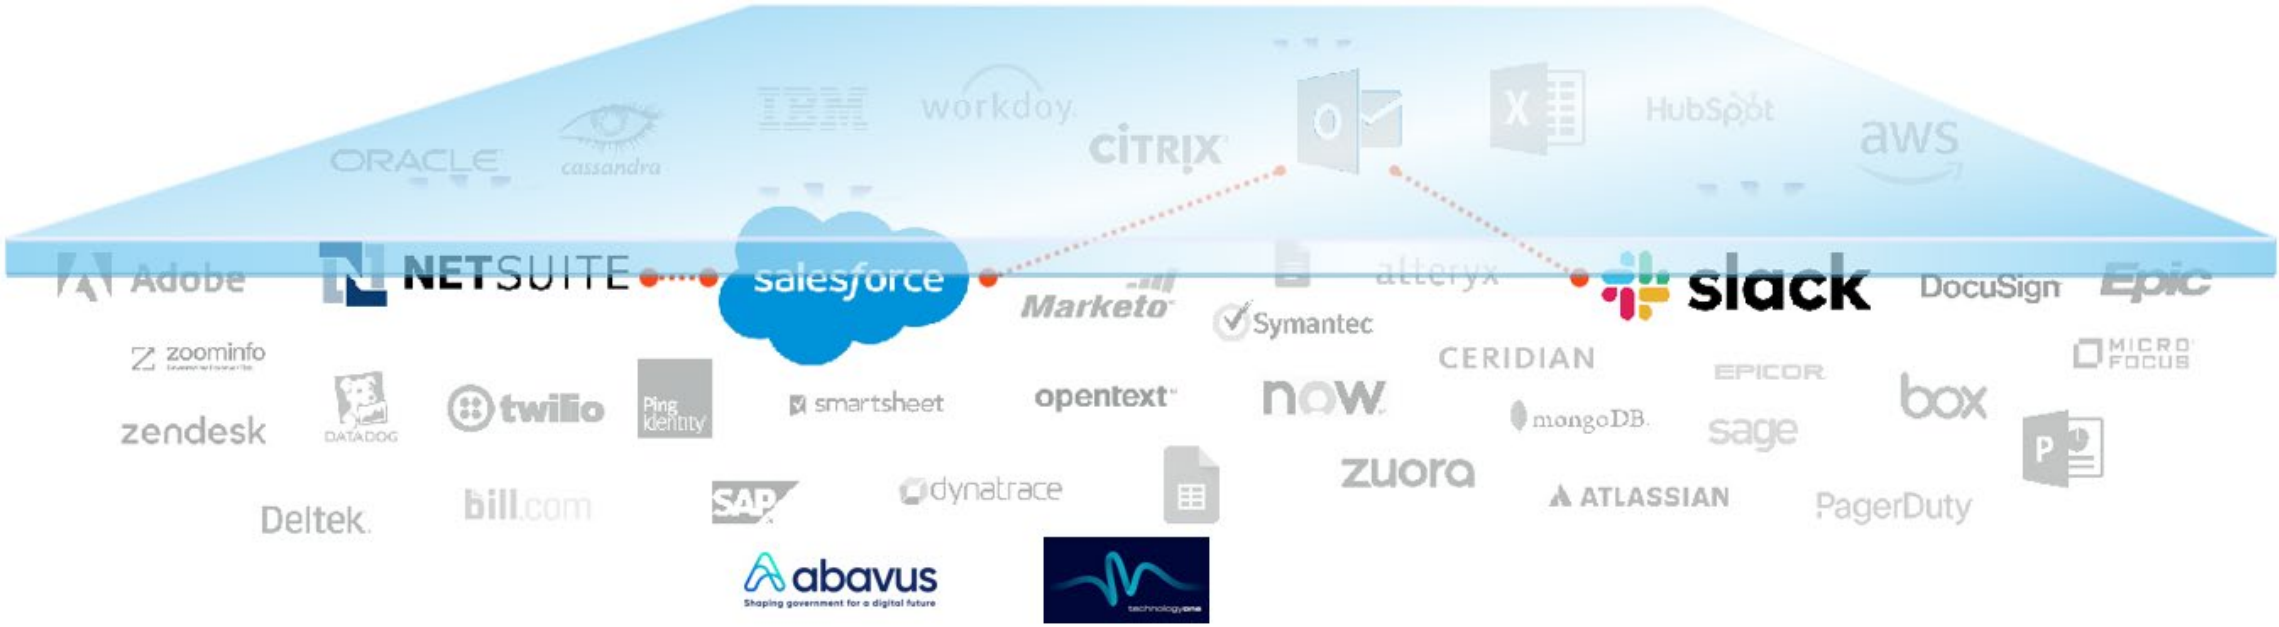 IBM
workday.
HubSpot
CITRIX
aws
ORACLE
cassandra
O
X
Adobe
NETSUITE
salesforce
Marketo
alteryx
slack
DocuSign
Epic
Symantec
zoominfo
CERIDIAN
MICRO
FOCUS
EPICOR
zendesk
DATADOG
twilio
Ping
Identity
smartsheet
opentext
now
mongoDB.
sage
box
P
Deltek.
bill.com
SAP
dynatrace
zuora
ATLASSIAN
PagerDuty
abavus
Shaping government for a digital future
technologyone